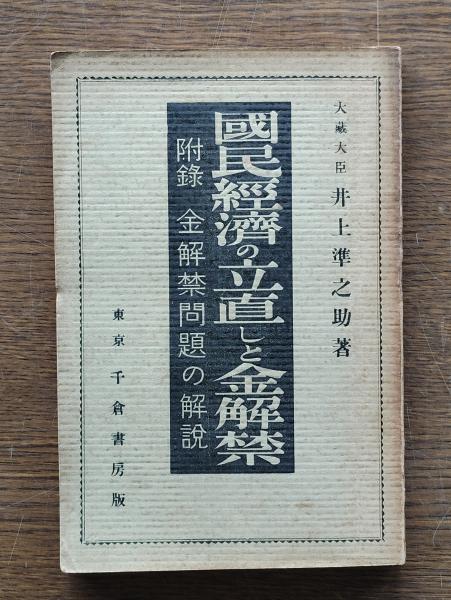 大藏大臣 井上準之助著
國民經濟の立直しと金解禁
附錄 金解禁問題の解說
東京 千倉書房版